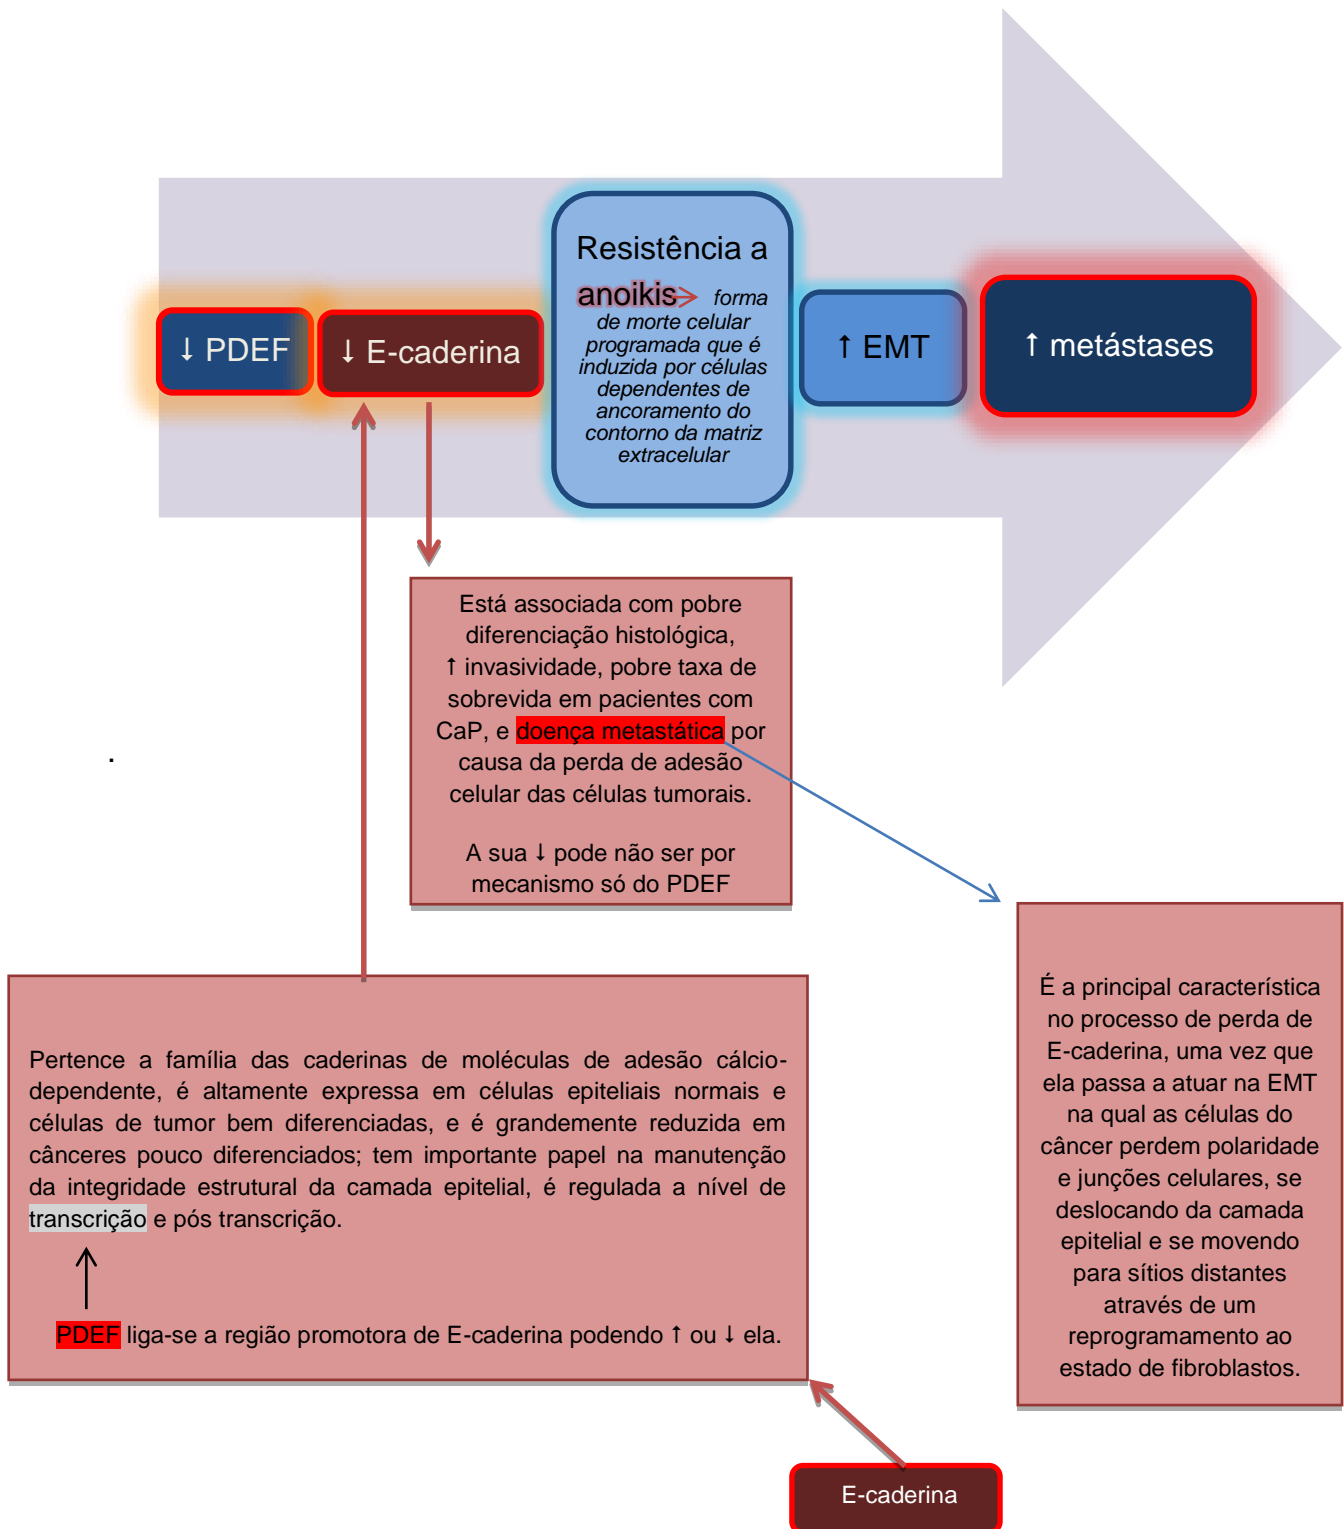 ↓ PDEF
↓ E-caderina
Resistência a
anoikis→ forma
de morte celular
programada que é
induzida por células
dependentes de
ancoramento do
contorno da matriz
extracelular
↑ EMT
↑ metástases
Está associada com pobre
diferenciação histológica,
↑ invasividade, pobre taxa de
sobrevida em pacientes com
CaP, e doença metastática por
causa da perda de adesão
celular das células tumorais.
A sua ↓ pode não ser por
mecanismo só do PDEF
.
É a principal característica
no processo de perda de
E-caderina, uma vez que
ela passa a atuar na EMT
na qual as células do
câncer perdem polaridade
e junções celulares, se
deslocando da camada
epitelial e se movendo
para sítios distantes
através de um
reprogramamento ao
estado de fibroblastos.
Pertence a família das caderinas de moléculas de adesão cálcio-
dependente, é altamente expressa em células epiteliais normais e
células de tumor bem diferenciadas, e é grandemente reduzida em
cânceres pouco diferenciados; tem importante papel na manutenção
da integridade estrutural da camada epitelial, é regulada a nível de
transcrição e pós transcrição.
PDEF liga-se a região promotora de E-caderina podendo ↑ ou ↓ ela.
E-caderina